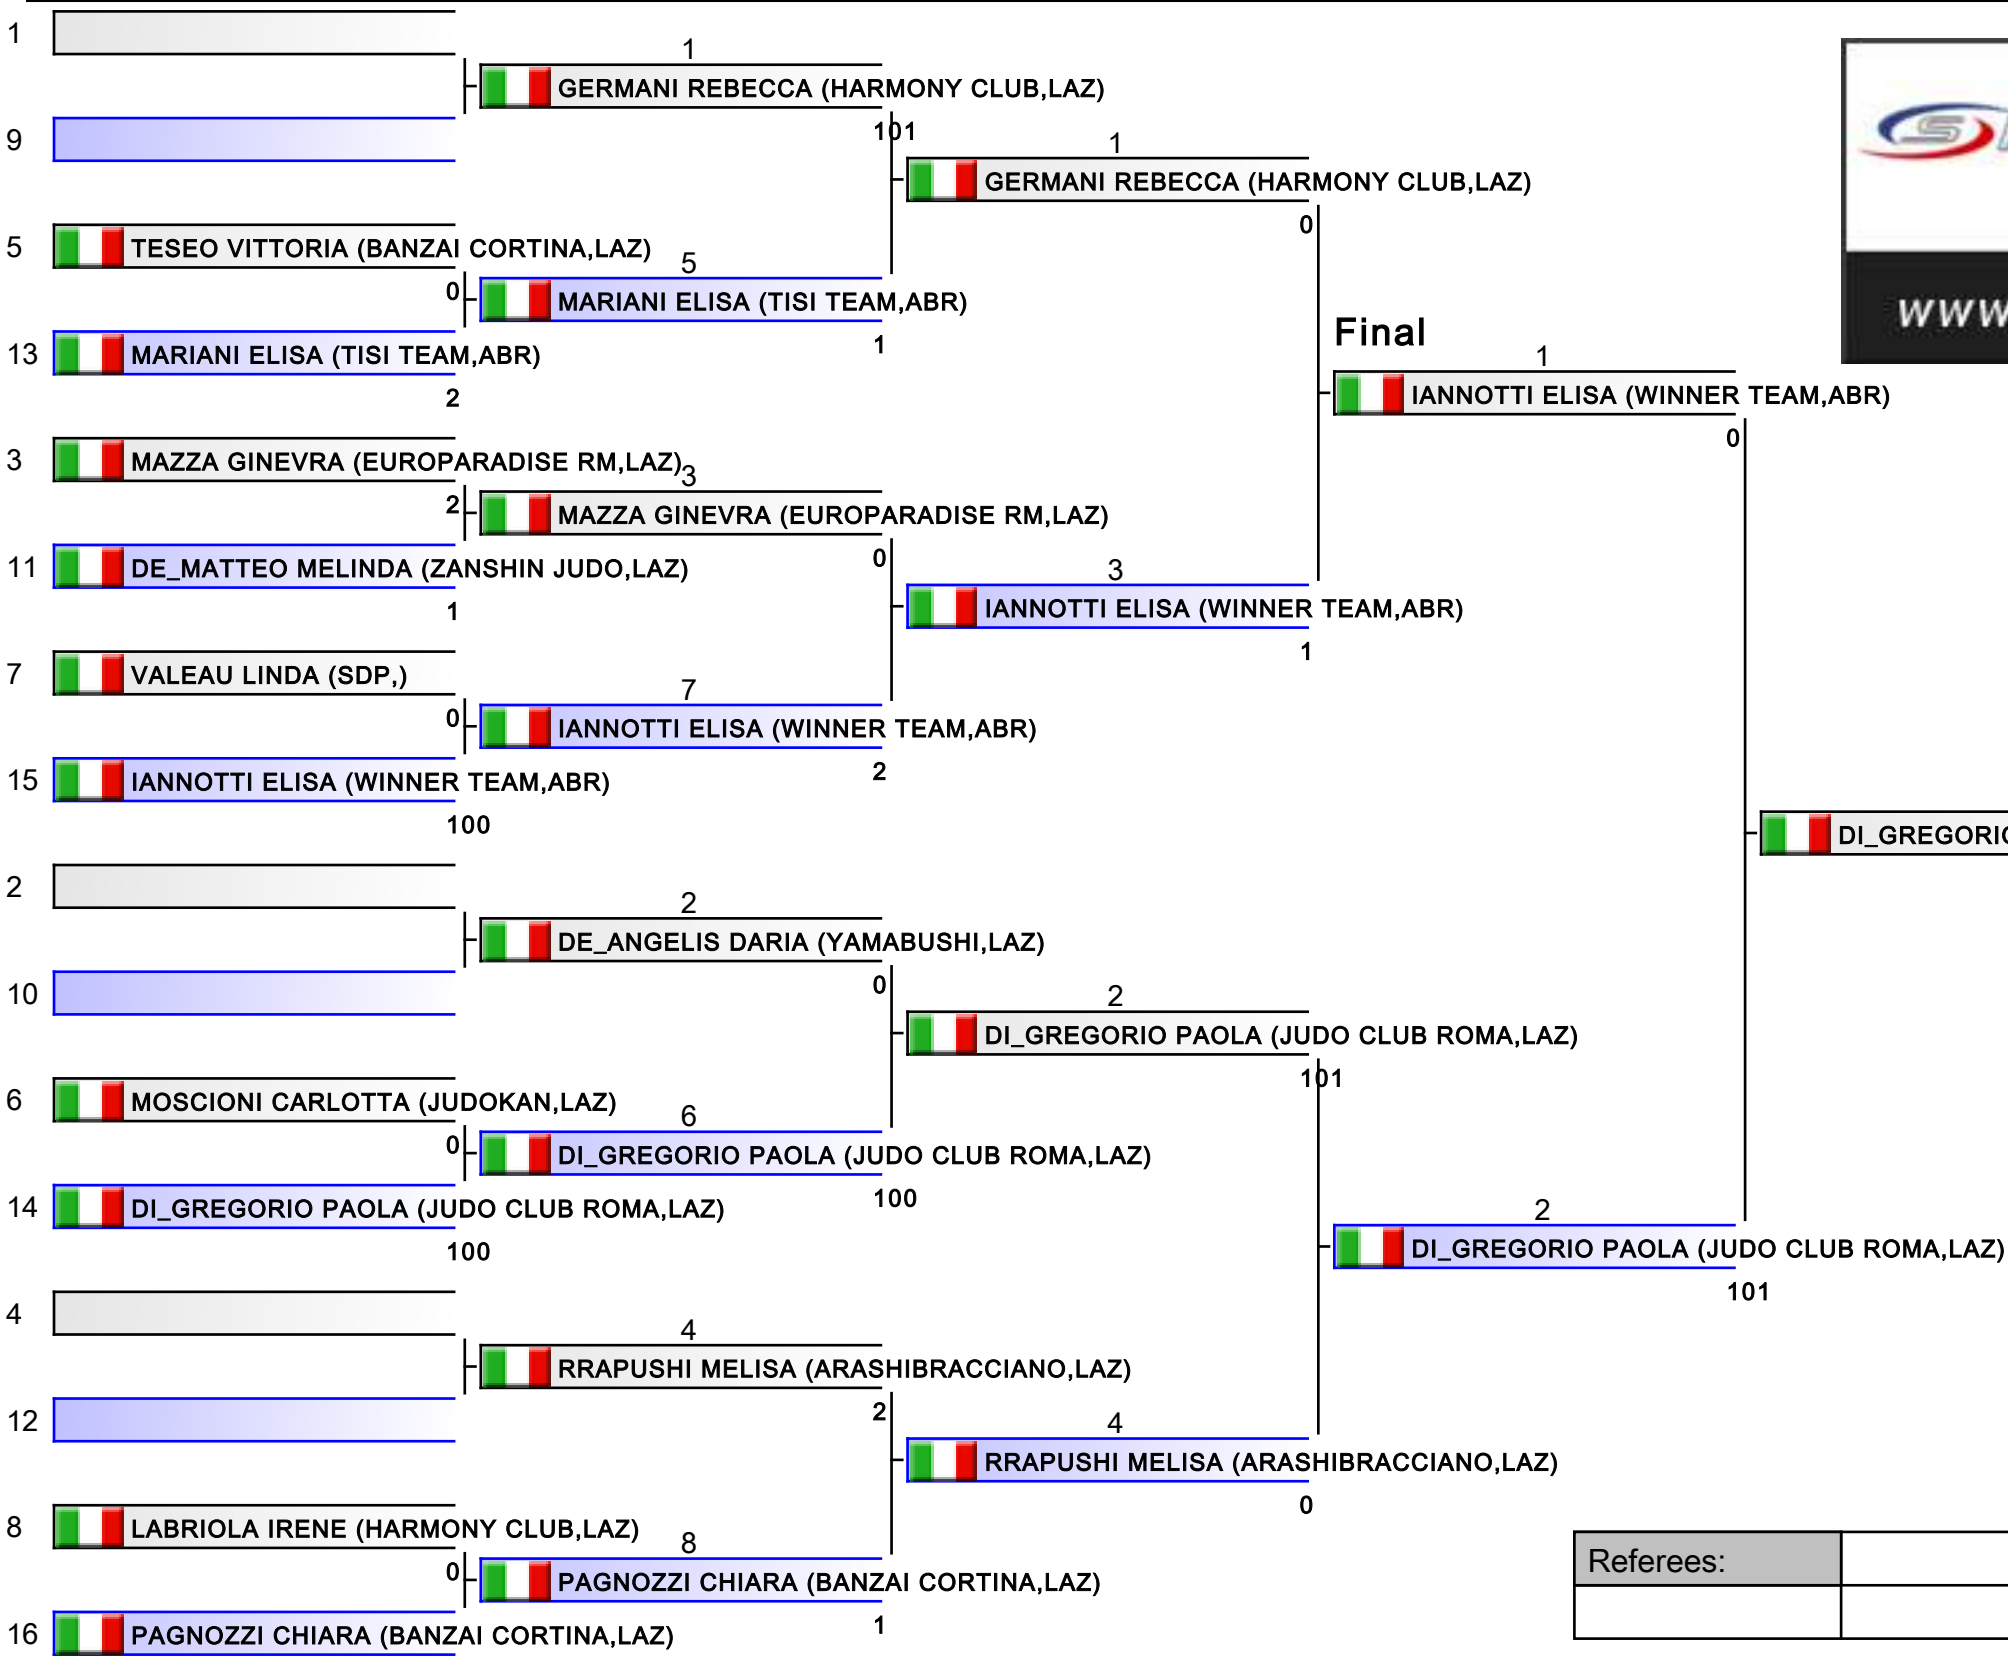 1
1
GERMANI REBECCA (HARMONY CLUB,LAZ)
9
101
1
GERMANI REBECCA (HARMONY CLUB,LAZ)
0
5
TESEO VITTORIA (BANZAI CORTINA,LAZ)
5
0
MARIANI ELISA (TISI TEAM,ABR)
1
13
MARIANI ELISA (TISI TEAM,ABR)
2
WWW
Final
1
IANNOTTI ELISA (WINNER TEAM,ABR)
0
3
MAZZA GINEVRA (EUROPARADISE RM,LAZ)
3
2
MAZZA GINEVRA (EUROPARADISE RM,LAZ)
0
11
DE_MATTEO MELINDA (ZANSHIN JUDO,LAZ)
1
3
IANNOTTI ELISA (WINNER TEAM,ABR)
1
7
VALEAU LINDA (SDP,)
7
0
IANNOTTI ELISA (WINNER TEAM,ABR)
2
15
IANNOTTI ELISA (WINNER TEAM,ABR)
100
DI_GREGORIO
2
2
DE_ANGELIS DARIA (YAMABUSHI,LAZ)
0
10
2
DI_GREGORIO PAOLA (JUDO CLUB ROMA,LAZ)
101
6
MOSCIONI CARLOTTA (JUDOKAN,LAZ)
6
0
DI_GREGORIO PAOLA (JUDO CLUB ROMA,LAZ)
100
14
DI_GREGORIO PAOLA (JUDO CLUB ROMA,LAZ)
100
2
DI_GREGORIO PAOLA (JUDO CLUB ROMA,LAZ)
101
4
4
RRAPUSHI MELISA (ARASHIBRACCIANO,LAZ)
2
12
4
RRAPUSHI MELISA (ARASHIBRACCIANO,LAZ)
0
8
LABRIOLA IRENE (HARMONY CLUB,LAZ)
8
0
PAGNOZZI CHIARA (BANZAI CORTINA,LAZ)
1
16
PAGNOZZI CHIARA (BANZAI CORTINA,LAZ)
Referees: